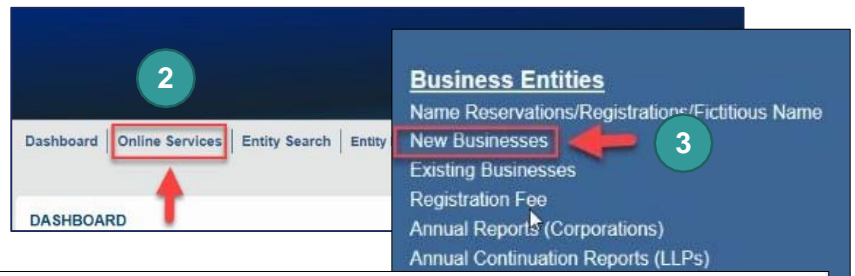 2
Dashboard | Online Services | Entity Search | Entity
DASHBOARD
Business Entities
Name Reservations/Registrations/Fictitious Name
New Businesses
3
Existing Businesses
Registration Fee
Annual Reports (Corporations)
Annual Continuation Reports (LLPs)